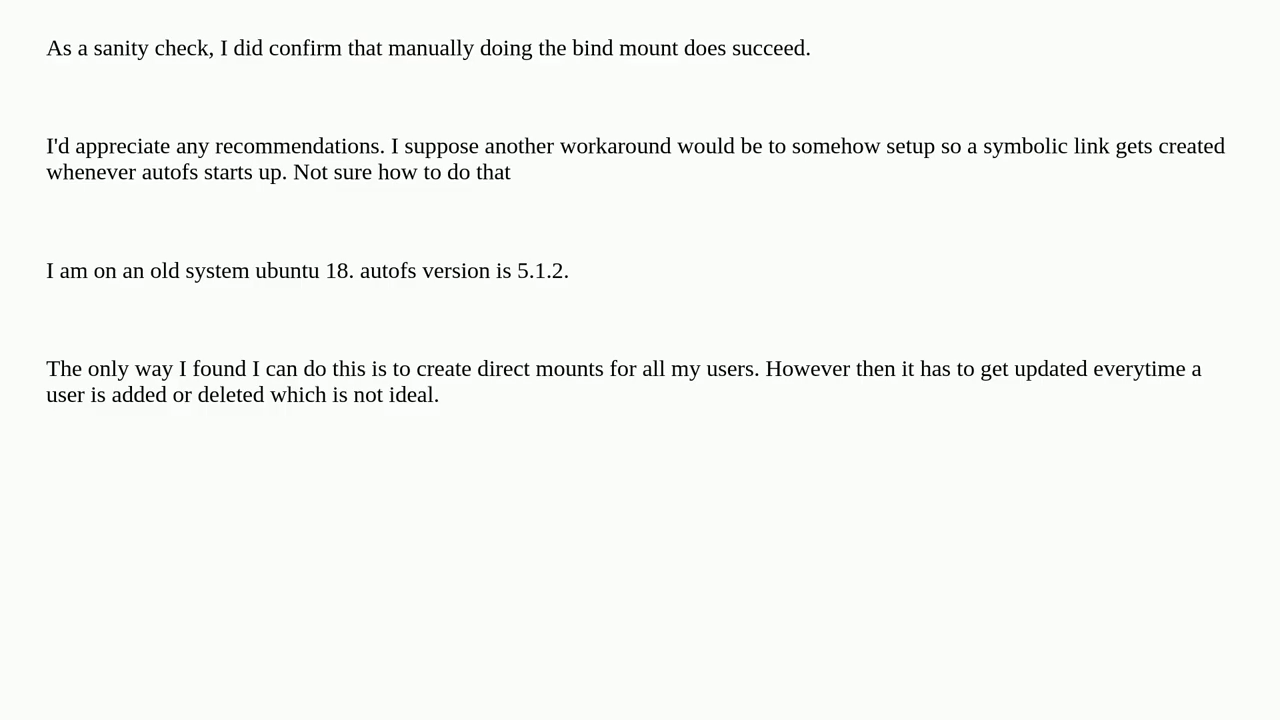 As a sanity check, I did confirm that manually doing the bind mount does succeed.
I'd appreciate any recommendations. I suppose another workaround would be to somehow setup so a symbolic link gets created
whenever autofs starts up. Not sure how to do that
I am on an old system ubuntu 18. autofs version is 5.1.2.
The only way I found I can do this is to create direct mounts for all my users. However then it has to get updated everytime a
user is added or deleted which is not ideal.